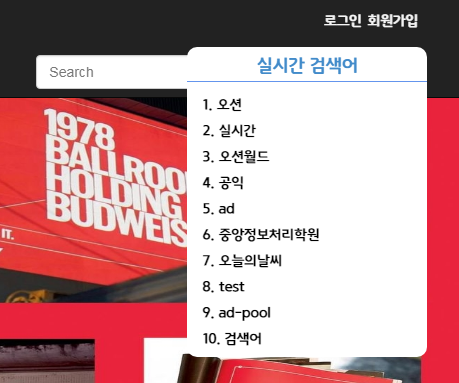 로그인 회원가입
Search
실시간 검색어
1. 오션
2. 실시간
3. 오션월드
4. 공익
5. ad
6. 중앙정보처리학원
7. 오늘의날씨
8. test
9. ad-pool
10. 검색어
1978
BALLROO
HOLDING
BUDWEIS
IT.